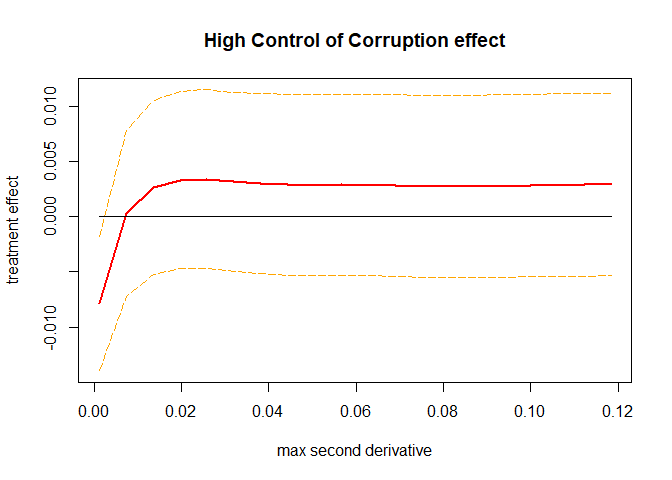 High Control of Corruption effect
treatment effect
0.010
0.005
0.000
-0.010
0.00 0.02 0.04 0.06 0.08 0.10 0.12
max second derivative